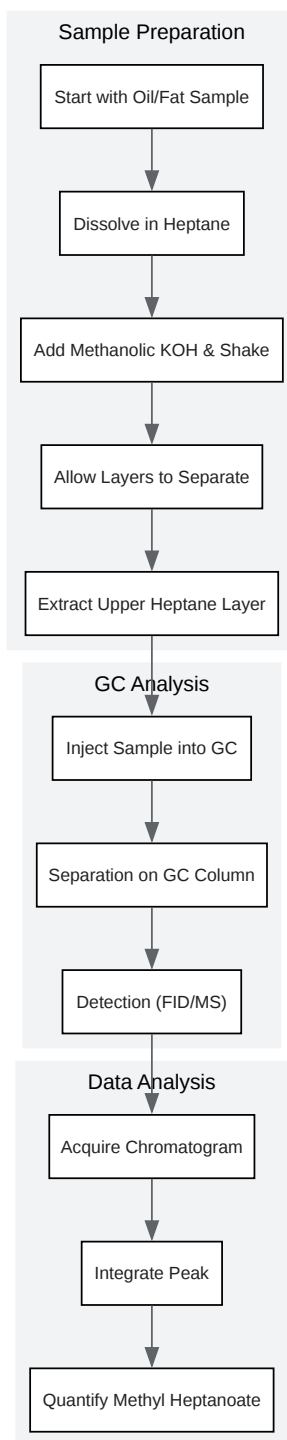 Sample Preparation
Start with Oil/Fat Sample
Dissolve in Heptane
Add Methanolic KOH & Shake
Allow Layers to Separate
Extract Upper Heptane Layer
GC Analysis
Inject Sample into GC
Separation on GC Column
Detection (FID/MS)
Data Analysis
Acquire Chromatogram
Integrate Peak
Quantify Methyl Heptanoate